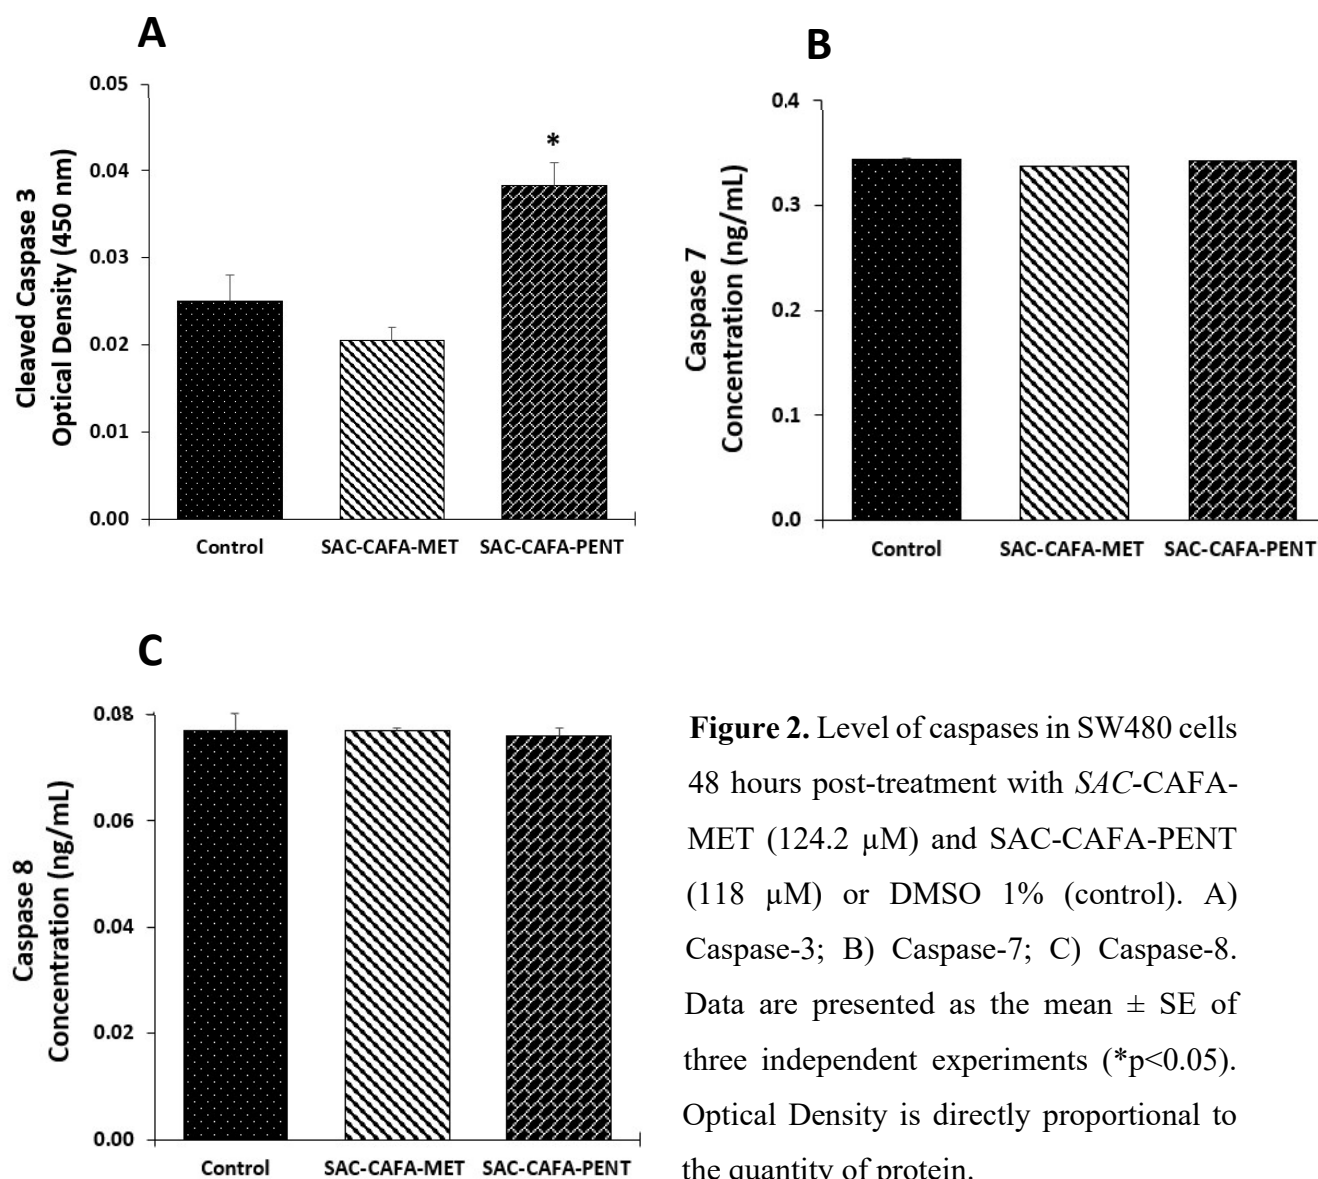 A
0.05
0.04
0.03
0.02
0.01
0.00
Cleaved Caspase 3
Optical Density (450 nm)
*
Control SAC-CAFA-MET SAC-CAFA-PENT
B
0.4
0.3
0.2
0.1
0.0
Caspase 7
Concentration (ng/mL)
Control SAC-CAFA-MET SAC-CAFA-PENT
C
0.08
0.06
0.04
0.02
0.00
Caspase 8
Concentration (ng/mL)
Control SAC-CAFA-MET SAC-CAFA-PENT
Figure 2. Level of caspases in SW480 cells
48 hours post-treatment with SAC-CAFA-
MET (124.2 µM) and SAC-CAFA-PENT
(118 µM) or DMSO 1% (control). A)
Caspase-3; B) Caspase-7; C) Caspase-8.
Data are presented as the mean ± SE of
three independent experiments (*p<0.05).
Optical Density is directly proportional to
the quantity of protein.